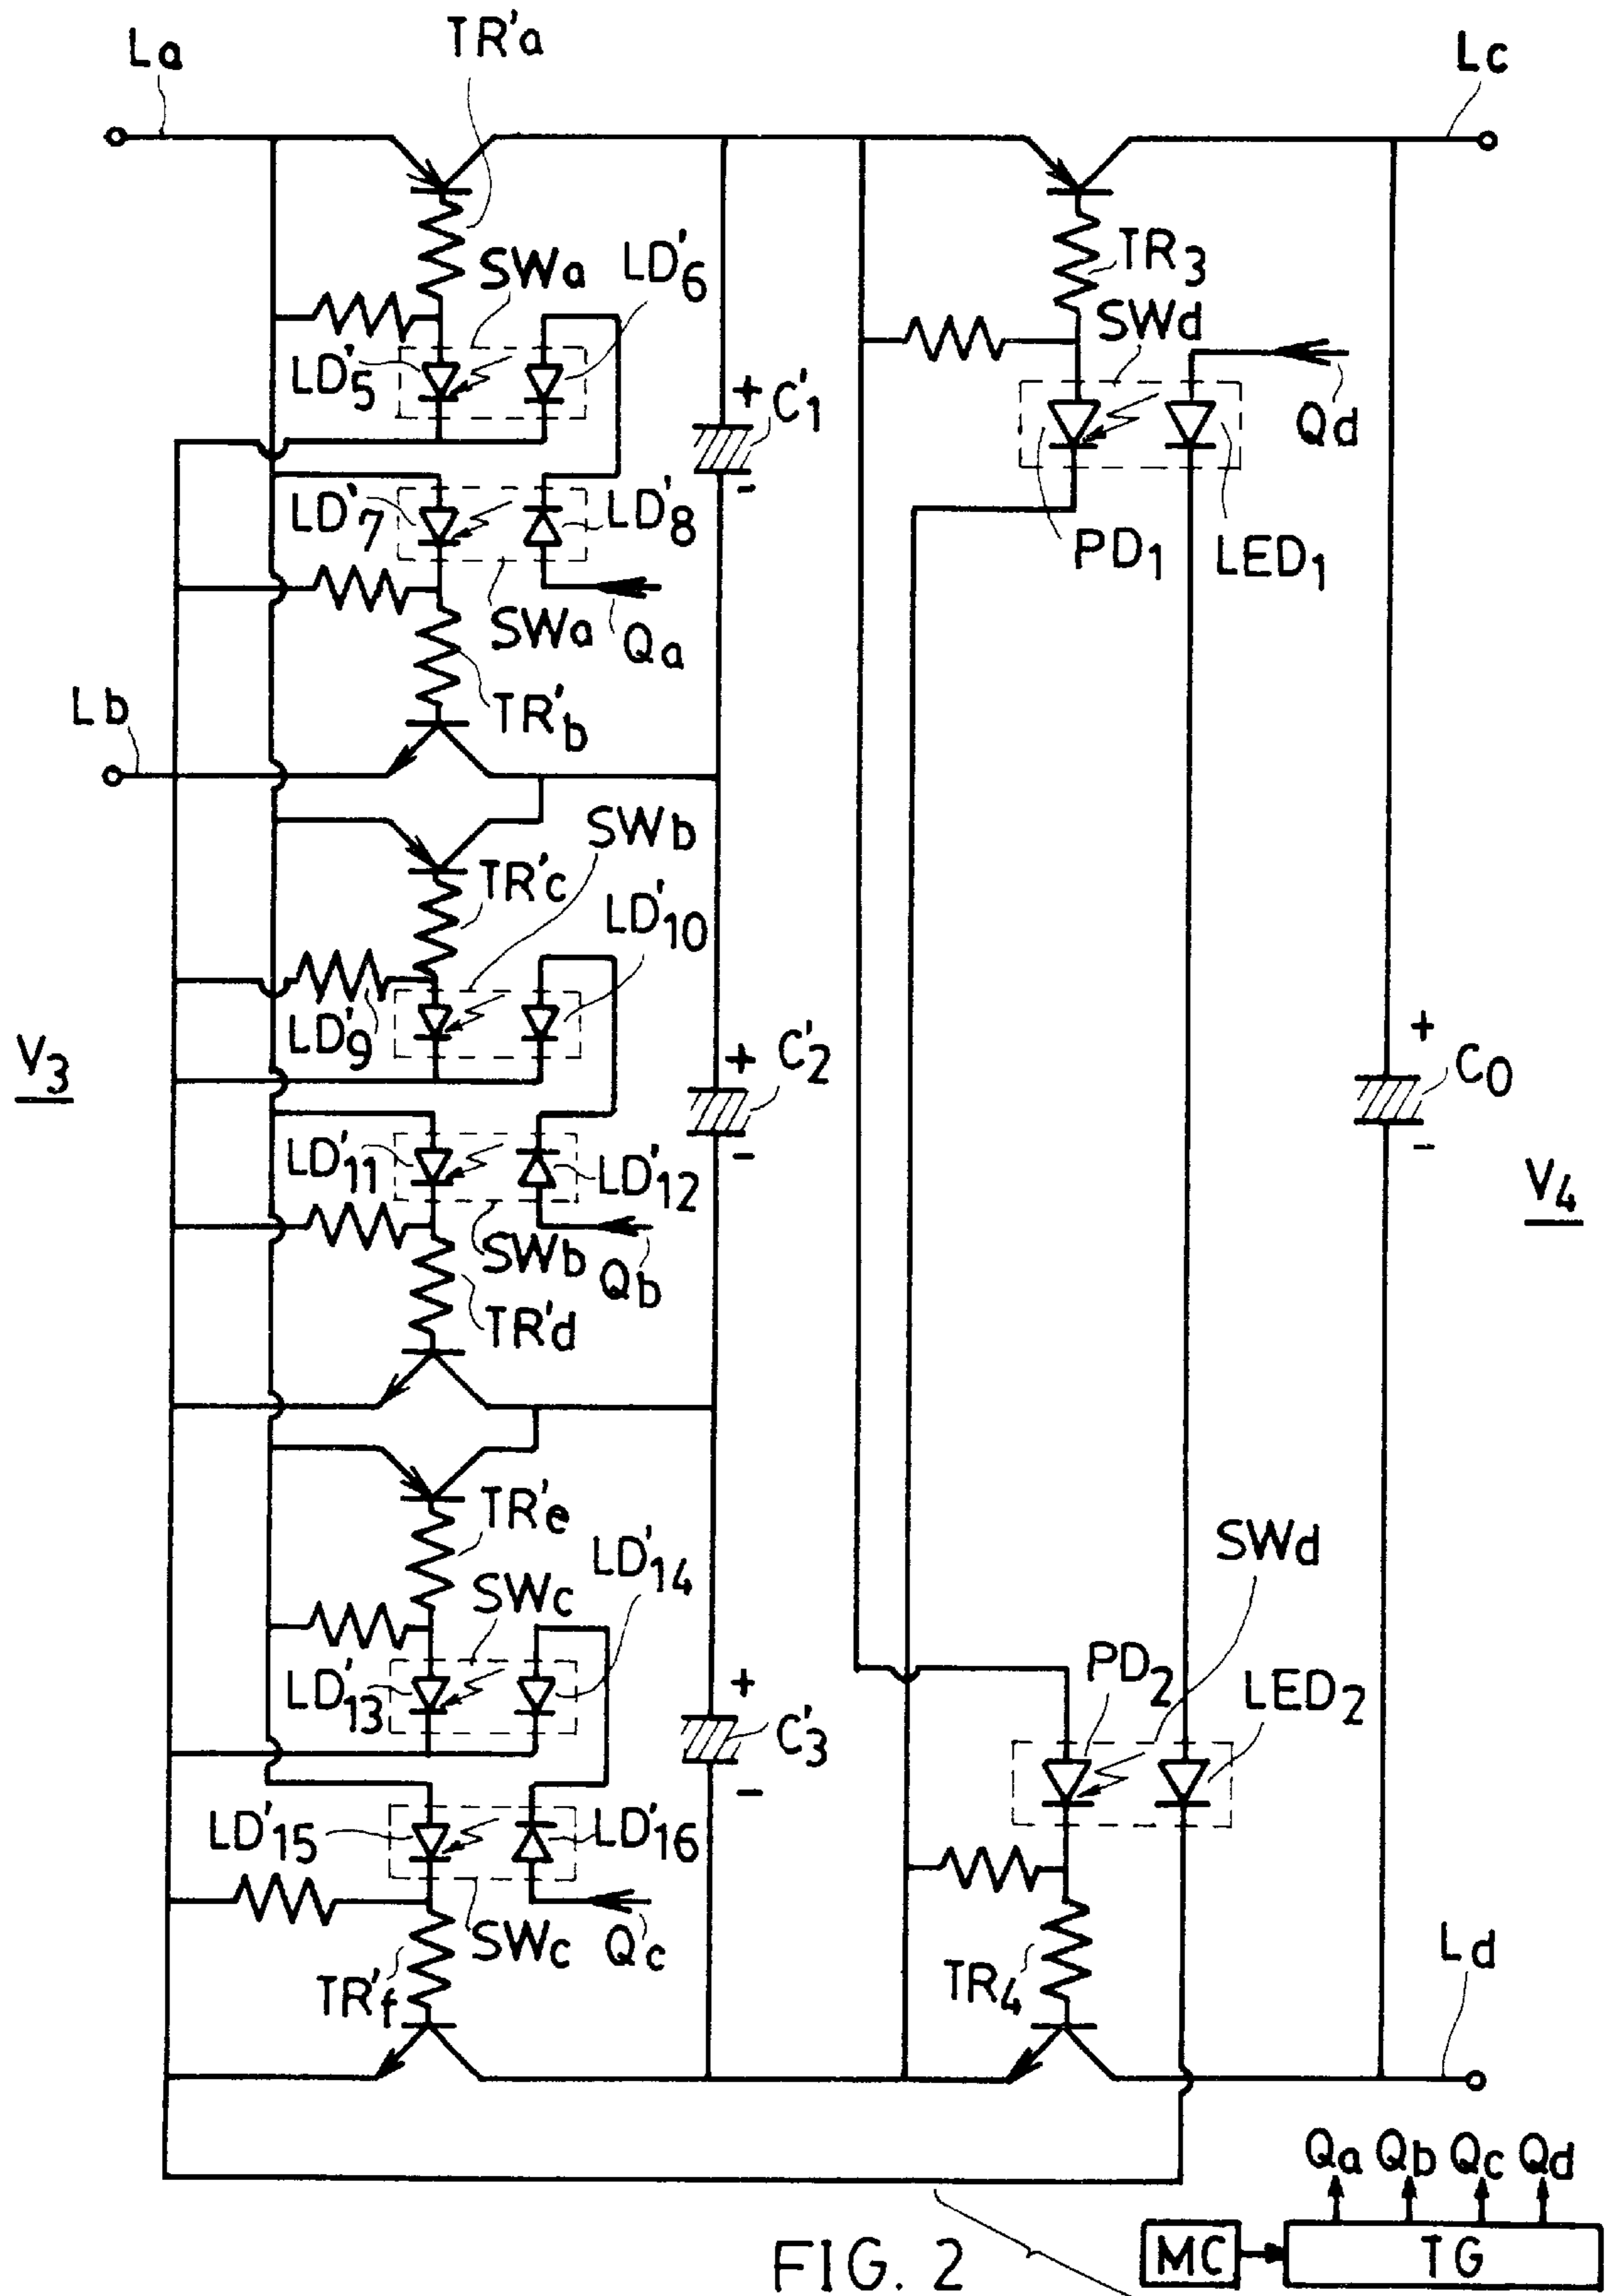 TR'a
La
Lc
SWa
LD'6
TR3
SWd
LD'5
+
C'1
Qd
-
LD'7
LD'8
PD1
LED1
SWa
Qa
Lb
TR'b
SWb
TR'c
LD'10
LD'9
V3
+
C'2
+
C0
-
-
LD'11
LD'12
V4
SWb
Qb
TR'd
TR'e
SWd
LD'14
SWc
PD2
LED2
LD'13
+
C'3
-
LD'15
LD'16
SWc
Qc
Ld
TR'f
TR4
Qa Qb Qc Qd
MC
TG
FIG. 2